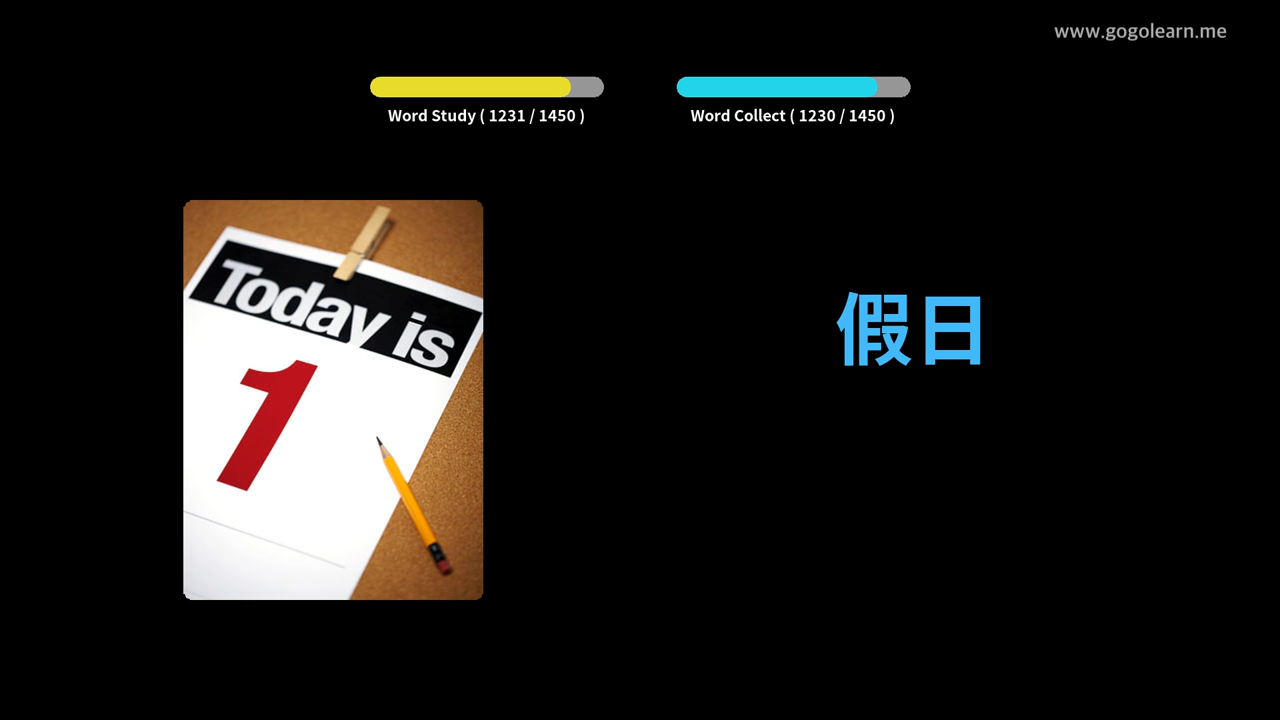 www.gogolearn.me
Word Study ( 1231 / 1450 )
Word Collect ( 1230 / 1450 )
Today is
1
假日